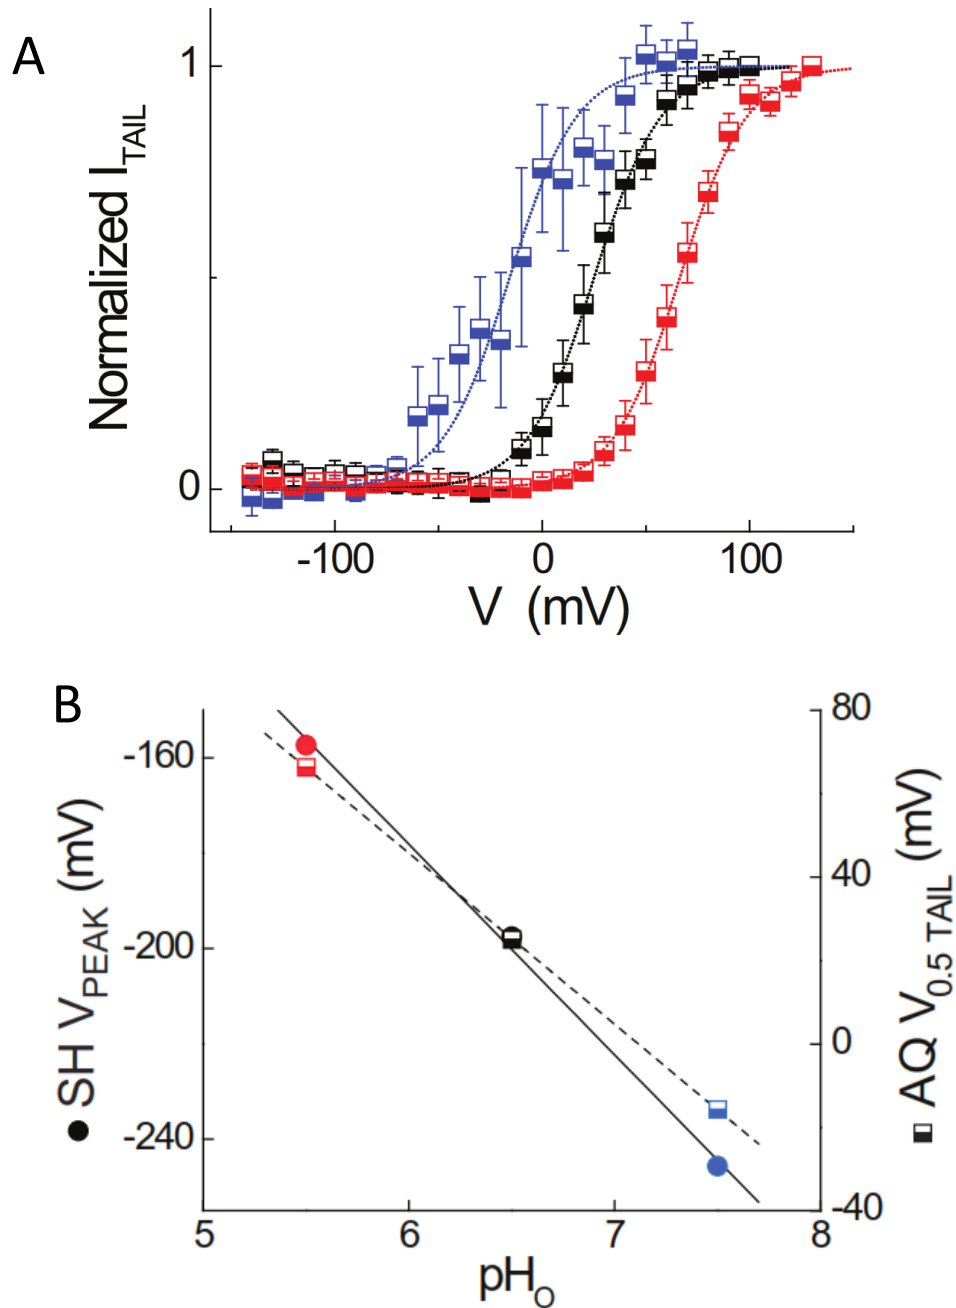 A
1
0
Normalized I_TAIL
-100 0 100
V (mV)
B
-160
-200
-240
SH V_PEAK (mV)
80
40
0
-40
AQ V_0.5 TAIL (mV)
5 6 7 8
pH_O